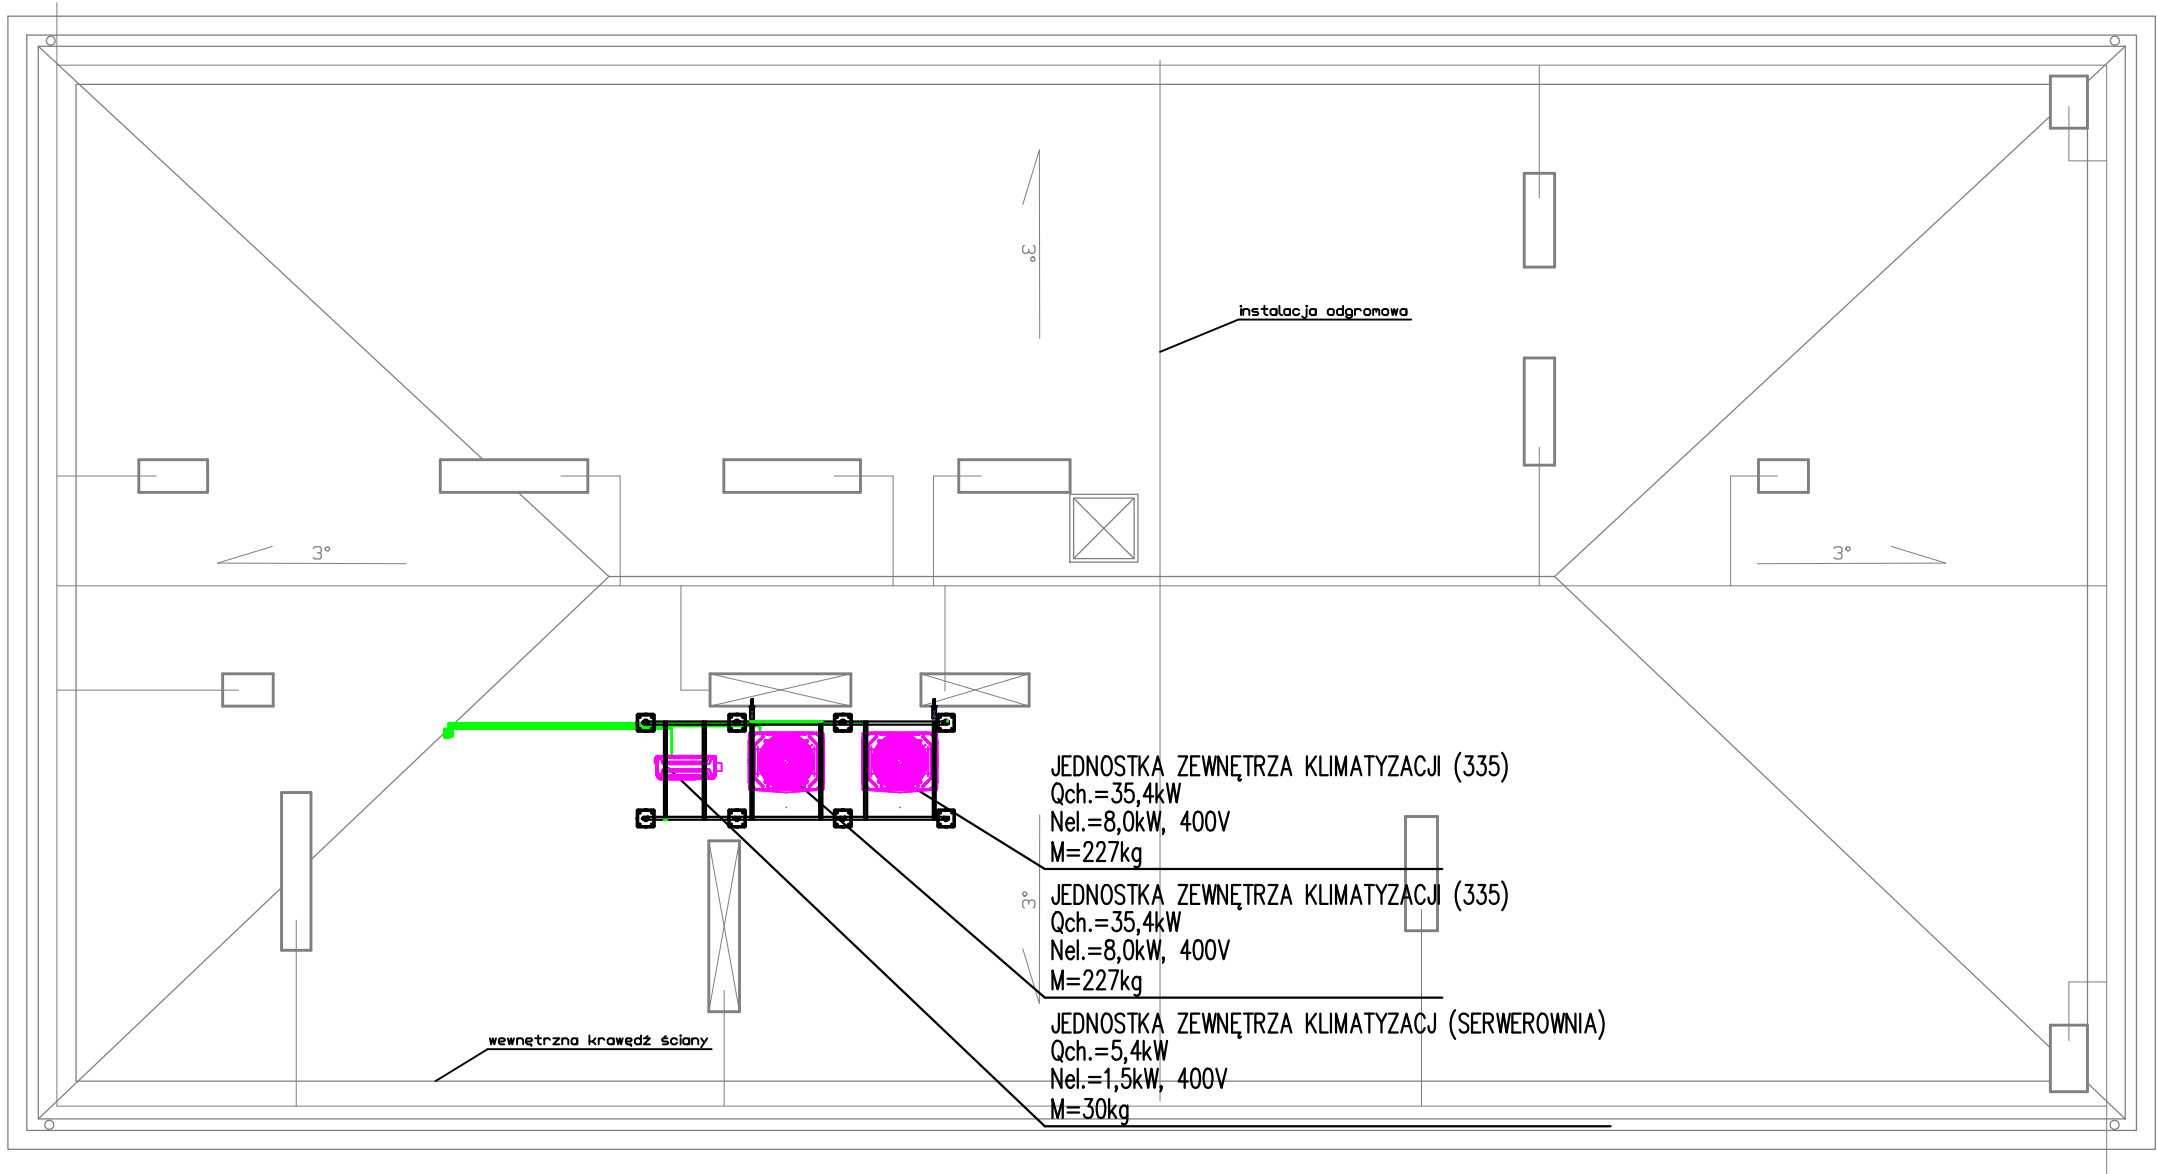 3°
instalacja odgromowa
3°
3°
JEDNOSTKA ZEWNĘTRZA KLIMATYZACJI (335)
Qch.=35,4kW
Nel.=8,0kW, 400V
M=227kg
3°
JEDNOSTKA ZEWNĘTRZA KLIMATYZACJI (335)
Qch.=35,4kW
Nel.=8,0kW, 400V
M=227kg
JEDNOSTKA ZEWNĘTRZA KLIMATYZACJ (SERWEROWNIA)
Qch.=5,4kW
Nel.=1,5kW, 400V
M=30kg
wewnętrzna krawędź ściany